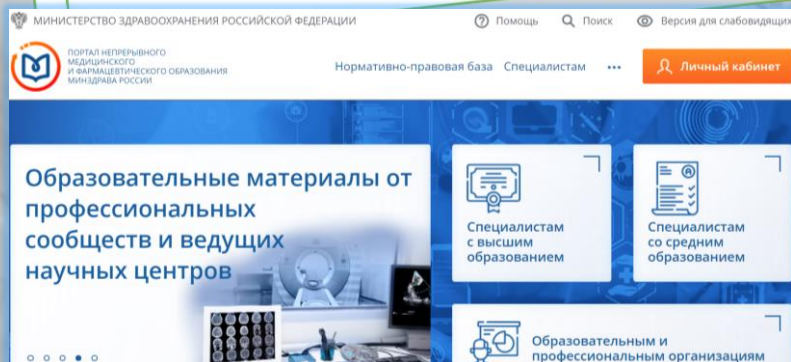 МИНИСТЕРСТВО ЗДРАВООХРАНЕНИЯ РОССИЙСКОЙ ФЕДЕРАЦИИ
Помощь
Поиск
Версия для слабовидящих
ПОРТАЛ НЕПРЕРЫВНОГО
МЕДИЦИНСКОГО
И ФАРМАЦЕВТИЧЕСКОГО ОБРАЗОВАНИЯ
МИНЗДРАВА РОССИИ
Нормативно-правовая база
Специалистам
•••
Личный кабинет
Образовательные материалы от
профессиональных
сообществ и ведущих
научных центров
Специалистам
с высшим
образованием
Специалистам
со средним
образованием
Образовательным и
профессиональным организациям